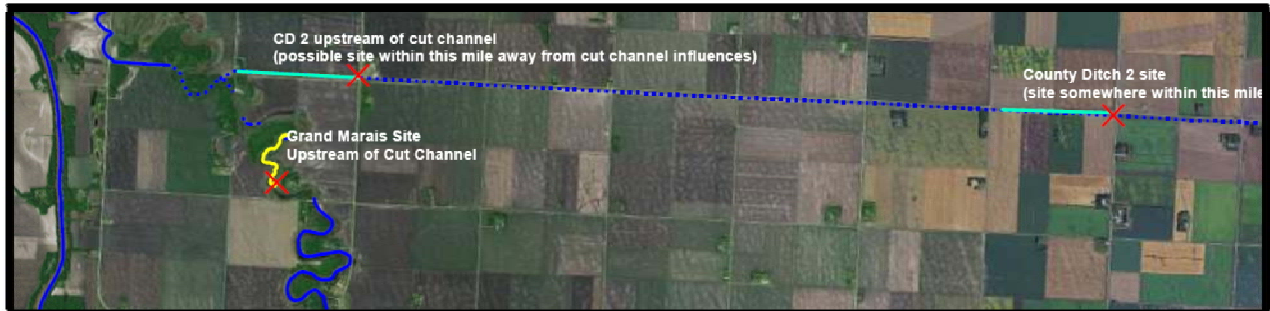 CD 2 upstream of cut channel
(possible site within this mile away from cut channel influences)
County Ditch 2 site
(site somewhere within this mile
Grand Marais Site
Upstream of Cut Channel